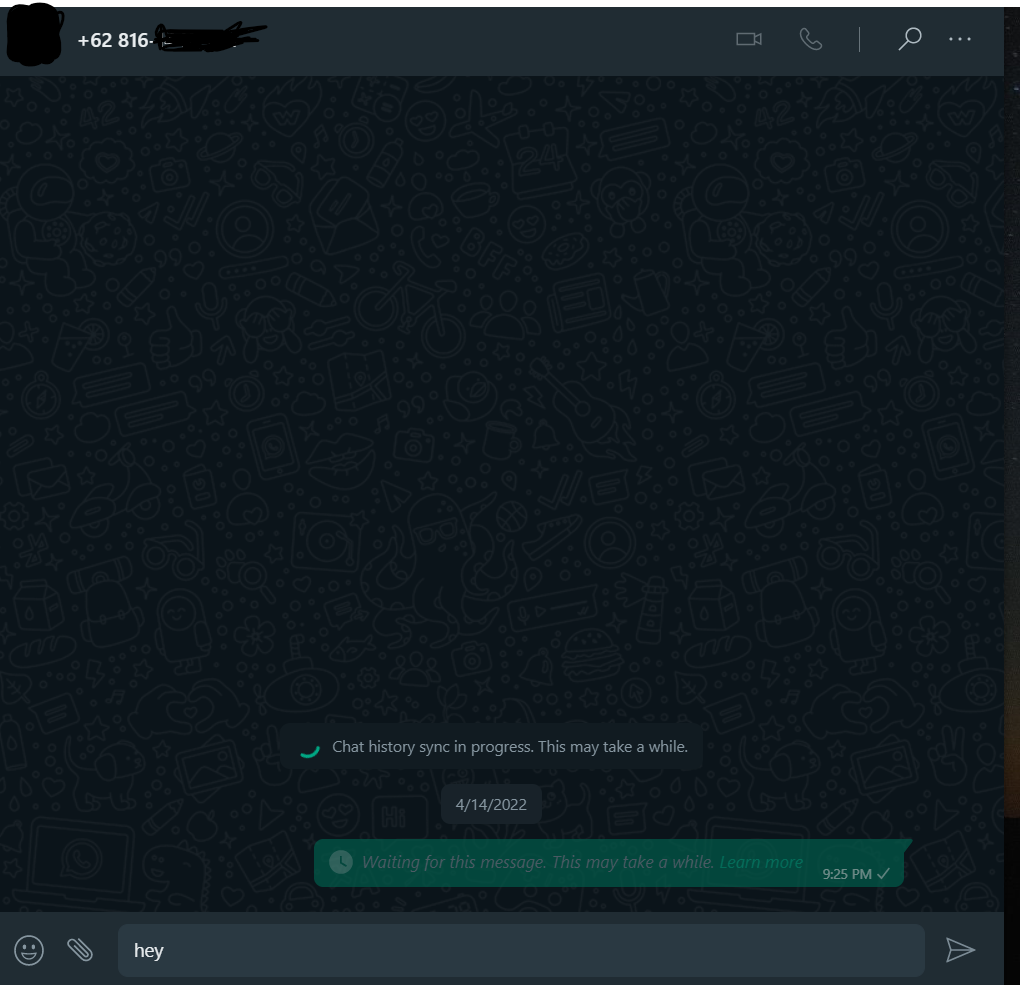 +62 816-
Chat history sync in progress. This may take a while.
4/14/2022
Waiting for this message. This may take a while. Learn more
9:25 PM
hey